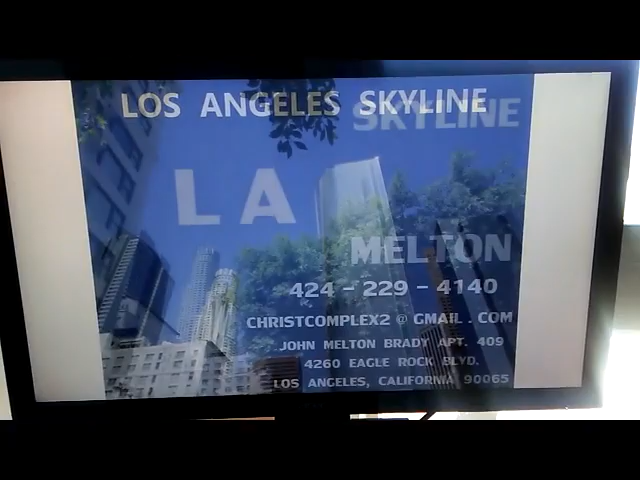 LOS ANGELES SKYLINE
SKYLINE
LA
MELTON
424 - 229 - 4140
CHRISTCOMPLEX2 @ GMAIL . COM
JOHN MELTON BRADY APT. 409
4260 EAGLE ROCK BLVD.
LOS ANGELES, CALIFORNIA 90065